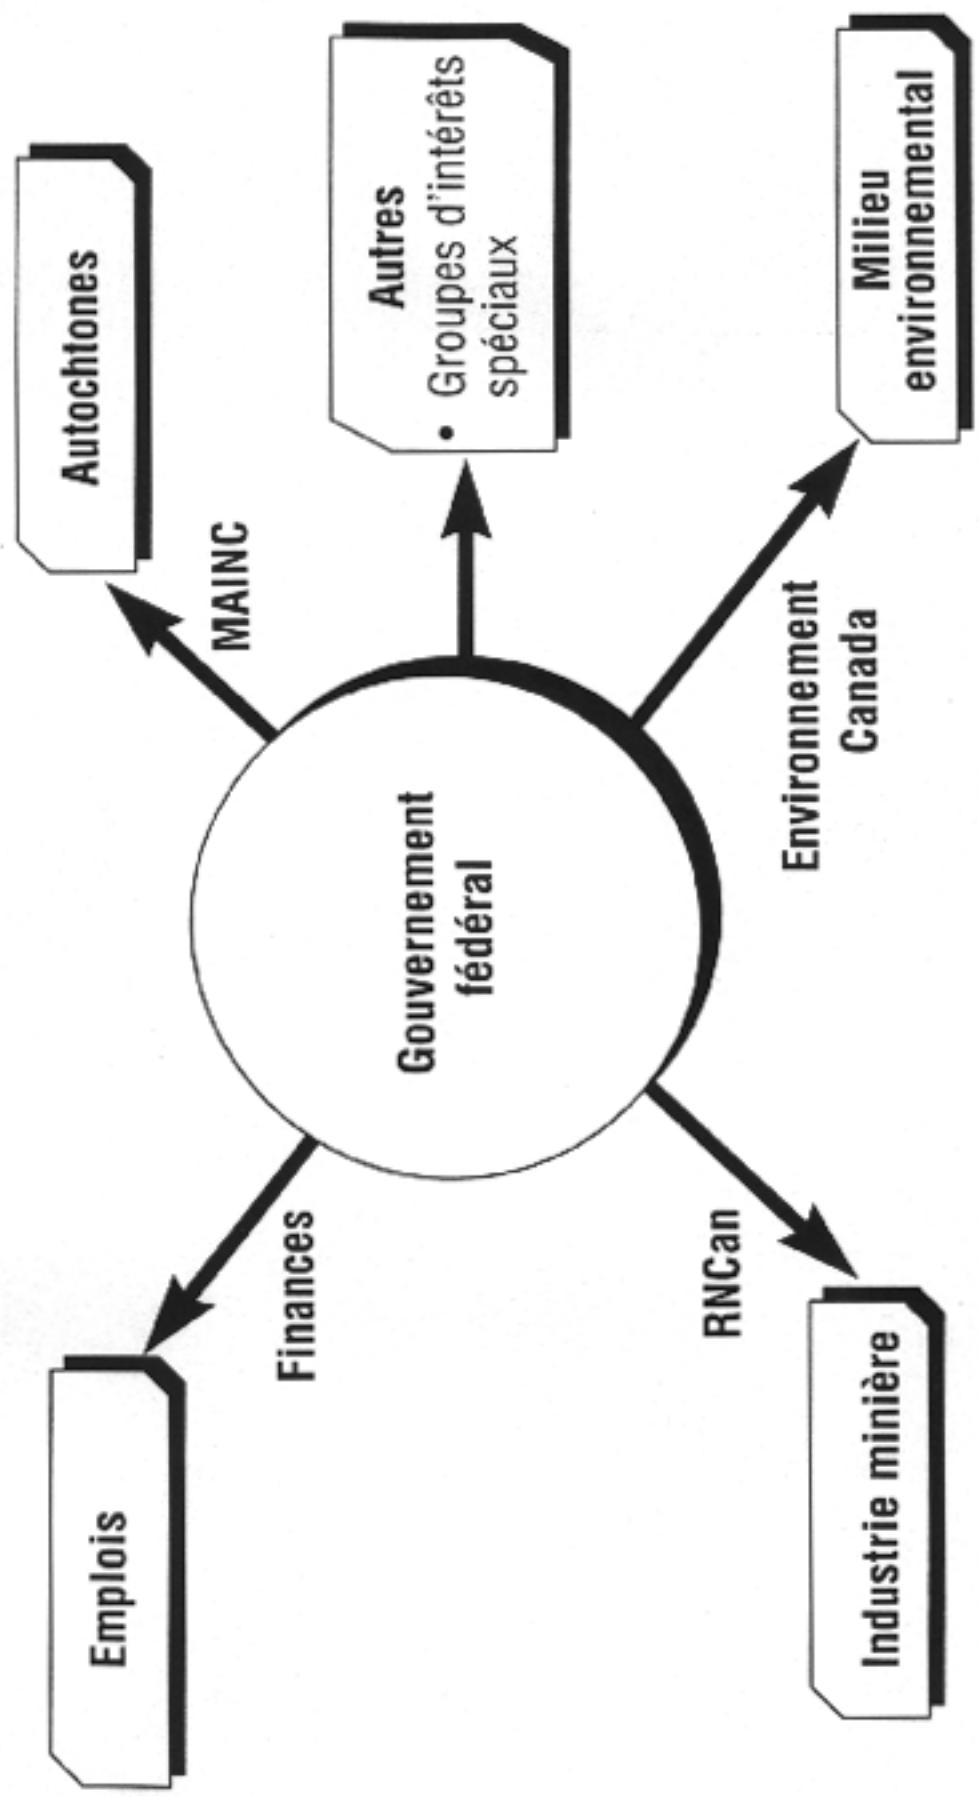 Emplois
Autochtones
Finances
MAINC
Gouvernement
fédéral
Autres
• Groupes d'intérêts
spéciaux
RNCan
Environnement
Canada
Industrie minière
Milieu
environnemental